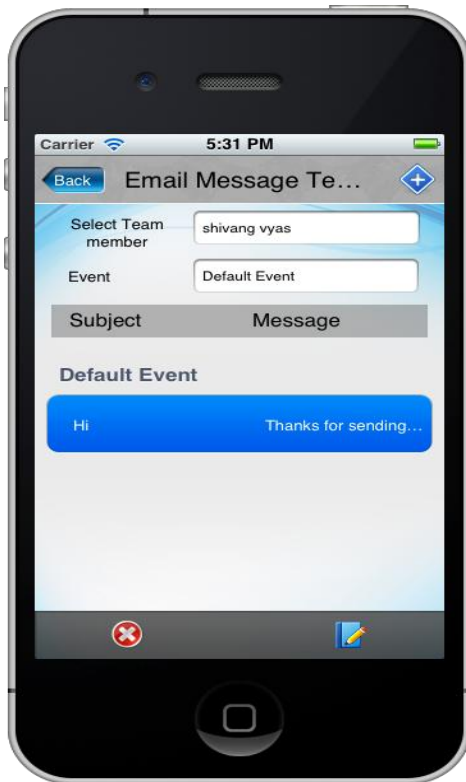 Carrier 5:31 PM
Back Email Message Te...
Select Team
member
shivang vyas
Event Default Event
Subject Message
Default Event
Hi Thanks for sending...